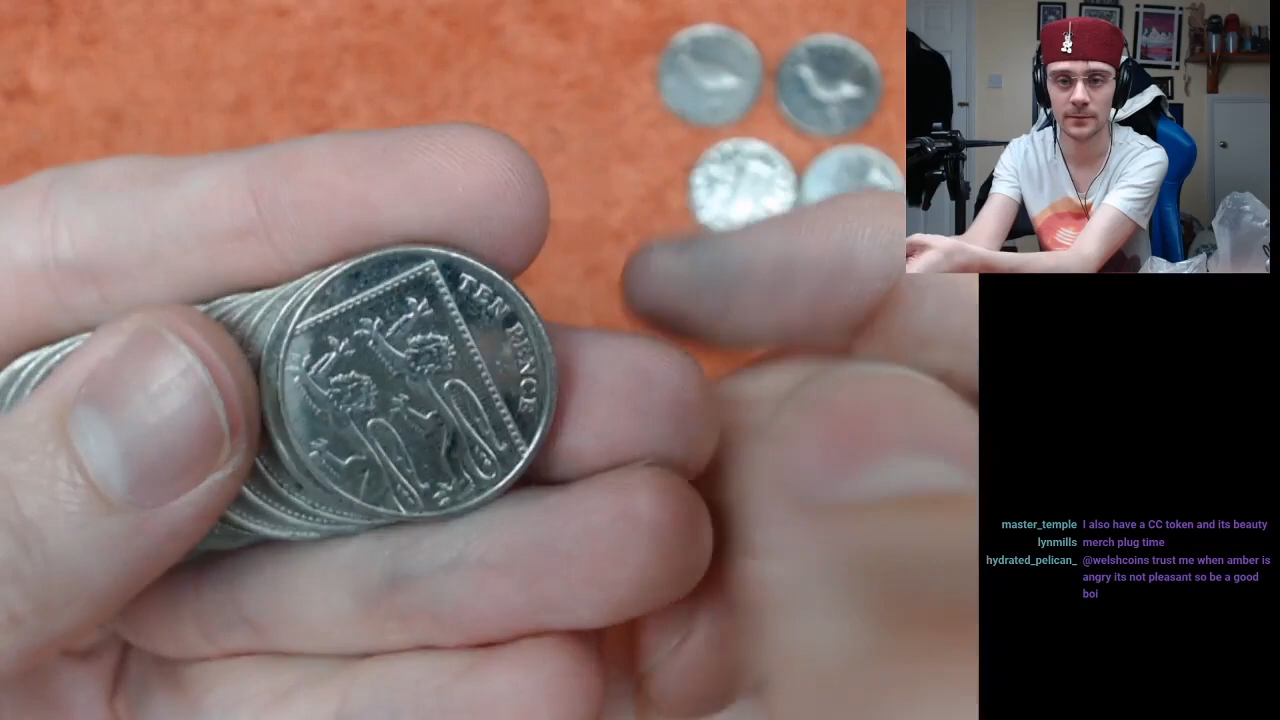 TEN PENCE
master_temple I also have a CC token and its beauty
lynmills merch plug time
hydrated_pelican_ @welshcoins trust me when amber is
angry its not pleasant so be a good
boi